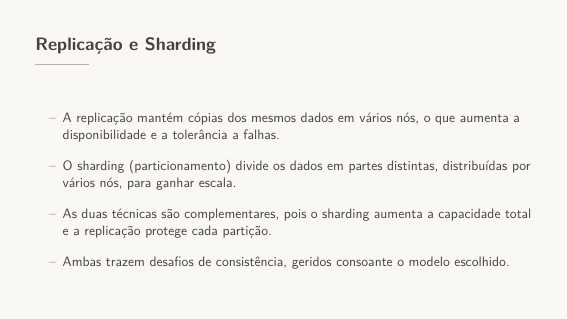 Replicação e Sharding
– A replicação mantém cópias dos mesmos dados em vários nós, o que aumenta a
disponibilidade e a tolerância a falhas.
– O sharding (particionamento) divide os dados em partes distintas, distribuídas por
vários nós, para ganhar escala.
– As duas técnicas são complementares, pois o sharding aumenta a capacidade total
e a replicação protege cada partição.
– Ambas trazem desafios de consistência, geridos consoante o modelo escolhido.